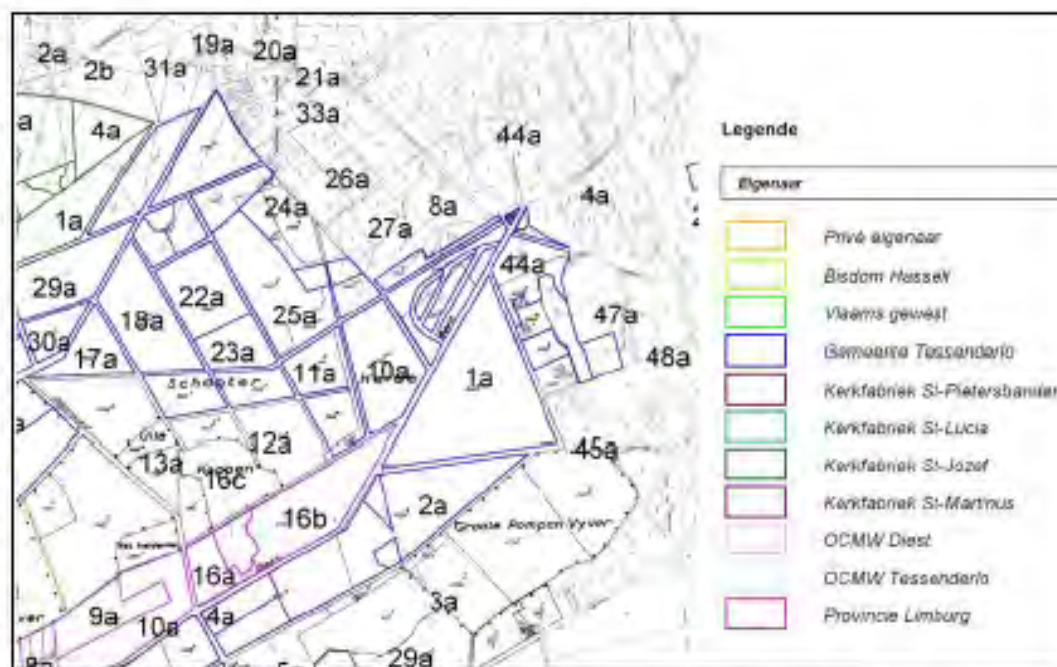 19a 20a
2a
2b 31a 21a
4a 33a 44a
26a 4a
1a 24a 27a 8a
29a 22a 44a
25a 47a
30a 18a
17a 23a 11a 10a 1a 48a
Schooter
12a 45a
13a 16c
16b 2a
Groote Pompen Vyver
16a
9a 4a 3a
10a
29a
Legende
Eigenaar
Privé eigenaar
Bisdom Hasselt
Vlaams gewest
Gemeente Tessenderlo
Kerkfabriek St-Pietersbanden
Kerkfabriek St-Lucia
Kerkfabriek St-Jozef
Kerkfabriek St-Martinus
OCMW Diest
OCMW Tessenderlo
Provincie Limburg